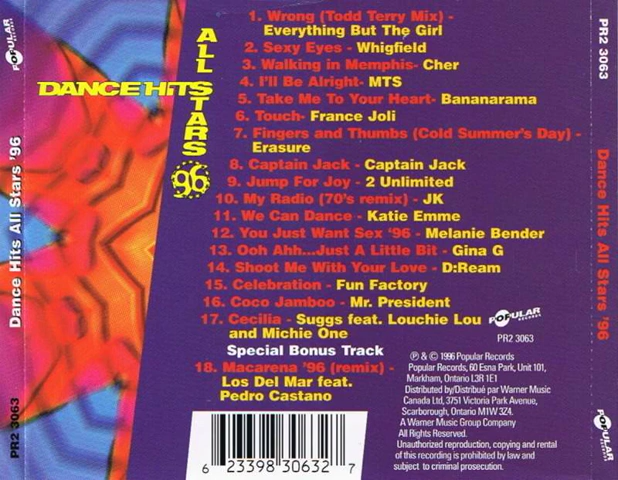 POPULAR
RECORDS
Dance Hits All Stars '96
PR2 3063
DANCE HITS
ALL STARS
96
1. Wrong (Todd Terry Mix) -
Everything But The Girl
2. Sexy Eyes - Whigfield
3. Walking in Memphis- Cher
4. I'll Be Alright- MTS
5. Take Me To Your Heart- Bananarama
6. Touch- France Joli
7. Fingers and Thumbs (Cold Summer's Day) -
Erasure
8. Captain Jack - Captain Jack
9. Jump For Joy - 2 Unlimited
10. My Radio (70's remix) - JK
11. We Can Dance - Katie Emme
12. You Just Want Sex '96 - Melanie Bender
13. Ooh Ahh...Just A Little Bit - Gina G
14. Shoot Me With Your Love - D:Ream
15. Celebration - Fun Factory
16. Coco Jamboo - Mr. President
17. Cecilia - Suggs feat. Louchie Lou
and Michie One
Special Bonus Track
18. Macarena '96 (remix) -
Los Del Mar feat.
Pedro Castano
POPULAR
RECORDS
PR2 3063
℗ & © 1996 Popular Records
Popular Records, 60 Esna Park, Unit 101,
Markham, Ontario L3R 1E1
Distributed by/Distribué par Warner Music
Canada Ltd, 3751 Victoria Park Avenue,
Scarborough, Ontario M1W 3Z4.
A Warner Music Group Company
All Rights Reserved.
Unauthorized reproduction, copying and rental
of this recording is prohibited by law and
subject to criminal prosecution.
6 23398 30632 7
PR2 3063
Dance Hits All Stars '96
POPULAR
RECORDS